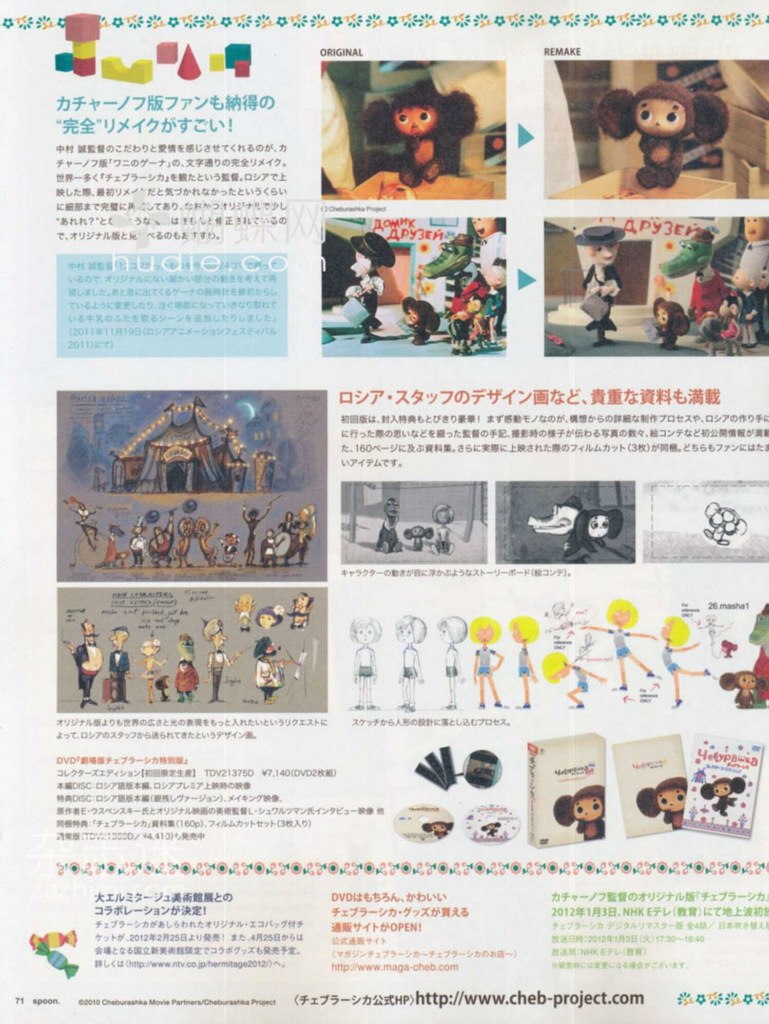 ORIGINAL
REMAKE
カチャーノフ版ファンも納得の
“完全”リメイクがすごい！
中村 誠監督のこだわりと愛情を感じさせてくれるのが、カ
チャーノフ版「ワニのゲーナ」の、文字通りの完全リメイク。
世界一多く『チェブラーシカ』を観たという監督。ロシアで上
映した際、最初リメイクだと気づかれなかったというくらい
に細部まで完璧に再
オリジナルで少し
“あれれ？”と
修正されているの
で、オリジナル版と見
べるのもおすすめ。
© Cheburashka Project
蝶网
hudie.com
ДОМИК
ДРУЗЕЙ
ДРУЗЕЙ
中村 誠監督
いるので、オリジナルにない細かい部分の動きを考えて再
現しました。あと急に出てくるゲーナの腕時計を最初からし
ているように変更したり、注ぐ場面になっていきなり取れて
いる牛乳のふたを取るシーンを追加したりしました」
（2011年11月19日〈ロシアアニメーションフェスティバル
2011〉にて）
ロシア・スタッフのデザイン画など、貴重な資料も満載
初回版は、封入特典もとびきり豪華！ まず感動モノなのが、構想からの詳細な制作プロセスや、ロシアの作り手に
に行った際の思いなどを綴った監督の手記、撮影時の様子が伝わる写真の数々、絵コンテなど初公開情報が満載
た、160ページに及ぶ資料集。さらに実際に上映された際のフィルムカット（3枚）が同梱。どちらもファンにはたま
いアイテムです。
キャラクターの動きが目に浮かぶようなストーリーボード（絵コンテ）。
MAIN CHARACTERS
For reference ONLY
26.masha1
For reference ONLY
For reference ONLY
オリジナル版よりも世界の広さと光の表現をもっと入れたいというリクエストに
よって、ロシアのスタッフから送られてきたというデザイン画。
スケッチから人形の設計に落とし込むプロセス。
DVD『劇場版チェブラーシカ特別版』
コレクターズエディション【初回限定生産】 TDV21375D ¥7,140（DVD2枚組）
本編DISC：ロシア語版本編、ロシアプレミア上映時の映像
特典DISC：ロシア語版本編（銀残しヴァージョン）、メイキング映像、
原作者E・ウスペンスキー氏とオリジナル映画の美術監督L・シュワルツマン氏インタビュー映像 他
同梱特典：「チェブラーシカ」資料集（160p）、フィルムカットセット（3枚入り）
通常版（TDV21380D／¥4,410）も発売中
Чебурашка
Чебурашка
Чебурашка
大エルミタージュ美術館展との
コラボレーションが決定！
チェブラーシカがあしらわれたオリジナル・エコバッグ付チ
ケットが、2012年2月25日より発売！ また、4月25日からは
会場となる国立新美術館限定でコラボグッズも発売予定。
詳しくは〈http://www.ntv.co.jp/hermitage2012/〉へ。
DVDはもちろん、かわいい
チェブラーシカ・グッズが買える
通販サイトがOPEN！
公式通販サイト
〈マガジンチェブラーシカ～チェブラーシカのお店～〉
http://www.maga-cheb.com
カチャーノフ監督のオリジナル版『チェブラーシカ』
2012年1月3日、NHK Eテレ（教育）にて地上波初放
チェブラーシカ デジタルリマスター版 全4話／日本語吹き替え版
放送日時：2012年1月3日（火）17:30～18:40
放送局：NHK Eテレ（教育）
※緊急時には変更になる場合がございます。
71 spoon.
©2010 Cheburashka Movie Partners/Cheburashka Project
〈チェブラーシカ公式HP〉http://www.cheb-project.com